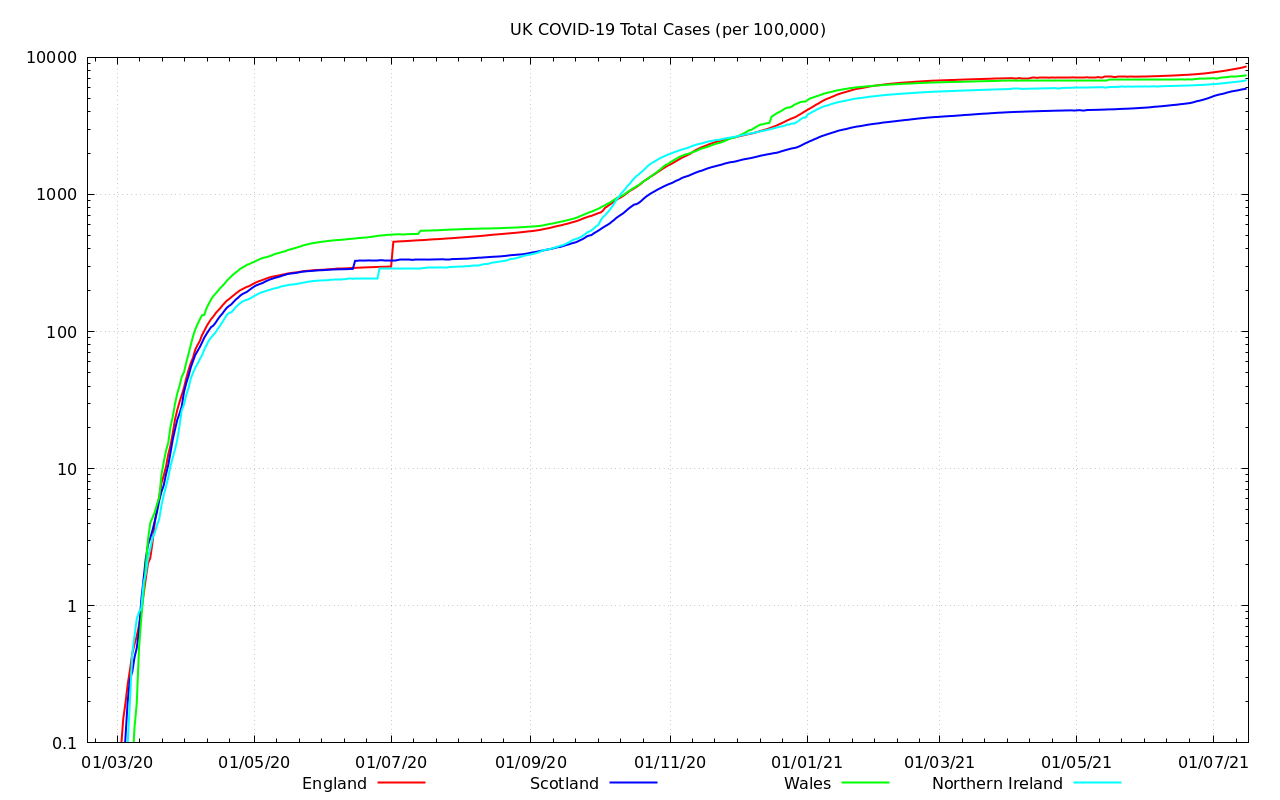 UK COVID-19 Total Cases (per 100,000)
10000
1000
100
10
1
0.1
01/03/20 01/05/20 01/07/20 01/09/20 01/11/20 01/01/21 01/03/21 01/05/21 01/07/21
England Scotland Wales Northern Ireland